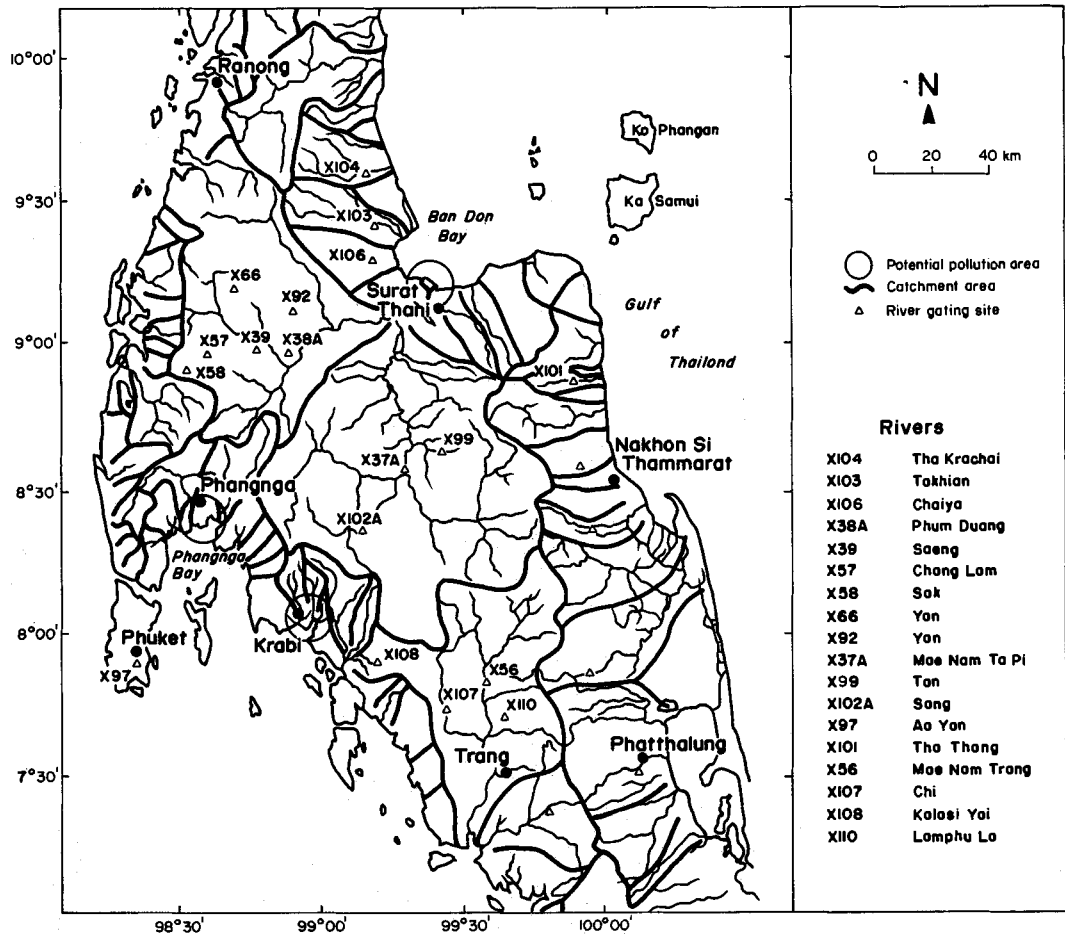 10°00'
9°30'
9°00'
8°30'
8°00'
7°30'
98°30'
99°00'
99°30'
100°00'
Ranong
X104
X103
X106
Ban Don
Bay
Ko Phangan
Ka Samui
X66
X92
Surat
Thani
X57
X39
X38A
X58
Gulf
of
Thailand
X101
X99
X37A
Nakhon Si
Thammarat
Phangnga
X102A
Phangnga
Bay
Phuket
X97
Krabi
X108
X56
X107
X110
Trang
Phatthalung
N
0 20 40 km
Potential pollution area
Catchment area
River gating site
Rivers
X104 Tha Krachai
X103 Takhian
X106 Chaiya
X38A Phum Duang
X39 Saeng
X57 Chang Lam
X58 Sak
X66 Yan
X92 Yan
X37A Mae Nam Ta Pi
X99 Tan
X102A Sang
X97 Aa Yan
X101 Tha Thang
X56 Mae Nam Trang
X107 Chi
X108 Kalasi Yai
X110 Lamphu La